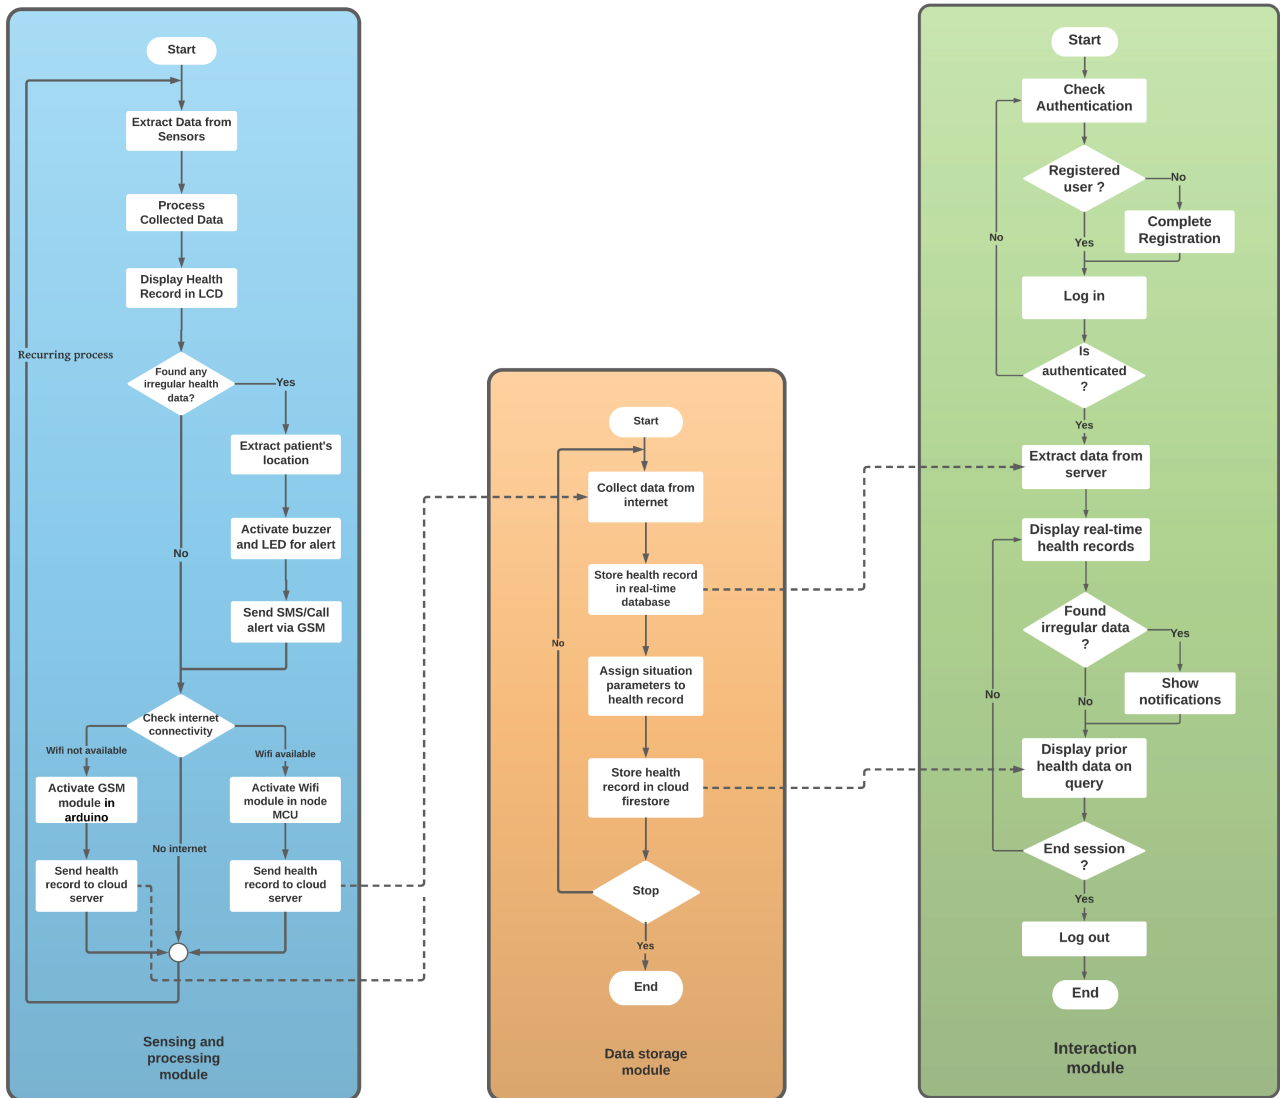 Start
Extract Data from
Sensors
Process
Collected Data
Display Health
Record in LCD
Recurring process
Found any
irregular health
data?
Yes
Extract patient's
location
Activate buzzer
and LED for alert
No
Send SMS/Call
alert via GSM
Check internet
connectivity
Wifi not available
Wifi available
Activate GSM
module in
arduino
Activate Wifi
module in node
MCU
No internet
Send health
record to cloud
server
Send health
record to cloud
server
Sensing and
processing
module
Start
Collect data from
internet
Store health record
in real-time
database
No
Assign situation
parameters to
health record
Store health
record in cloud
firestore
Stop
Yes
End
Data storage
module
Start
Check
Authentication
Registered
user ?
No
Complete
Registration
No
Yes
Log in
Is
authenticated
?
Yes
Extract data from
server
Display real-time
health records
Found
irregular data
?
Yes
Show
notifications
No
No
Display prior
health data on
query
End session
?
Yes
Log out
End
Interaction
module